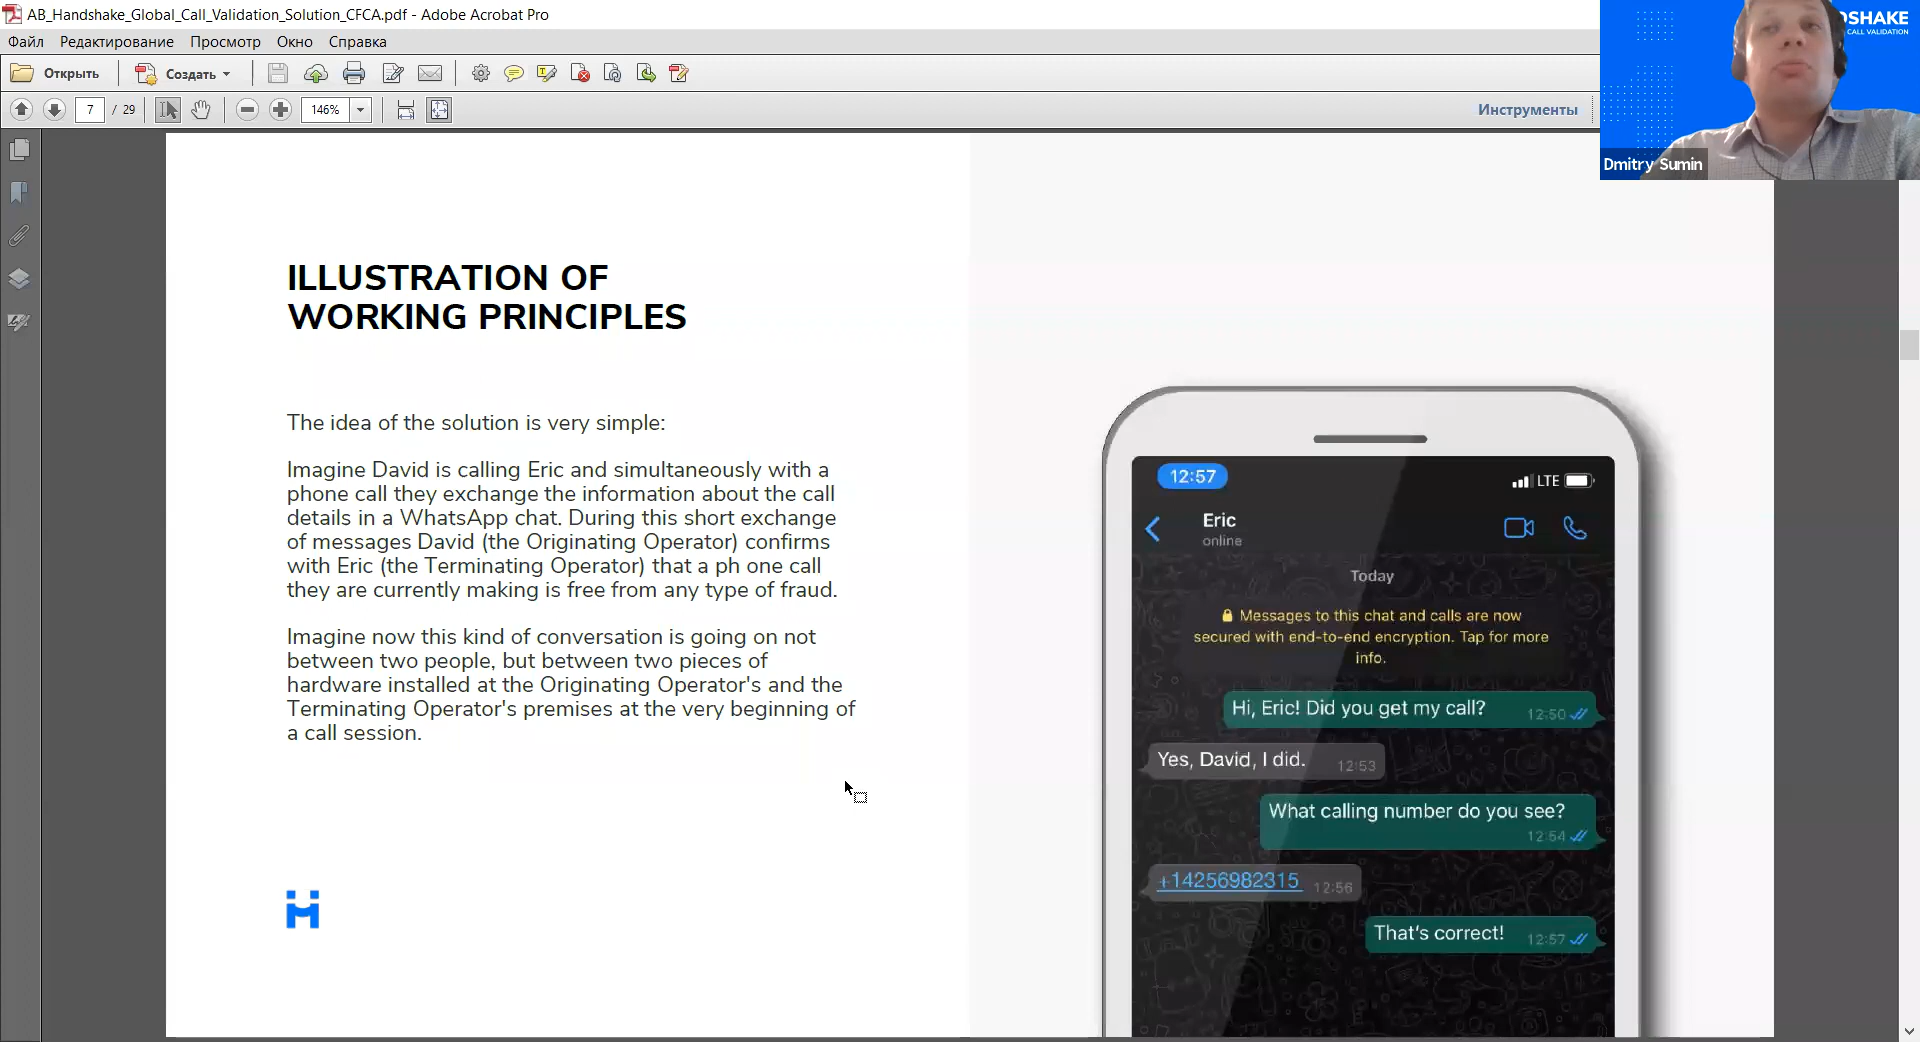 AB_Handshake_Global_Call_Validation_Solution_CFCA.pdf - Adobe Acrobat Pro
Файл Редактирование Просмотр Окно Справка
Открыть Создать
7 / 29 146% Инструменты
DSHAKE
CALL VALIDATION
Dmitry Sumin
ILLUSTRATION OF
WORKING PRINCIPLES
The idea of the solution is very simple:
Imagine David is calling Eric and simultaneously with a
phone call they exchange the information about the call
details in a WhatsApp chat. During this short exchange
of messages David (the Originating Operator) confirms
with Eric (the Terminating Operator) that a ph one call
they are currently making is free from any type of fraud.
Imagine now this kind of conversation is going on not
between two people, but between two pieces of
hardware installed at the Originating Operator's and the
Terminating Operator's premises at the very beginning of
a call session.
12:57 LTE
Eric
online
Today
Messages to this chat and calls are now
secured with end-to-end encryption. Tap for more
info.
Hi, Eric! Did you get my call? 12:50
Yes, David, I did. 12:53
What calling number do you see?
12:54
+14256982315 12:56
That's correct! 12:57